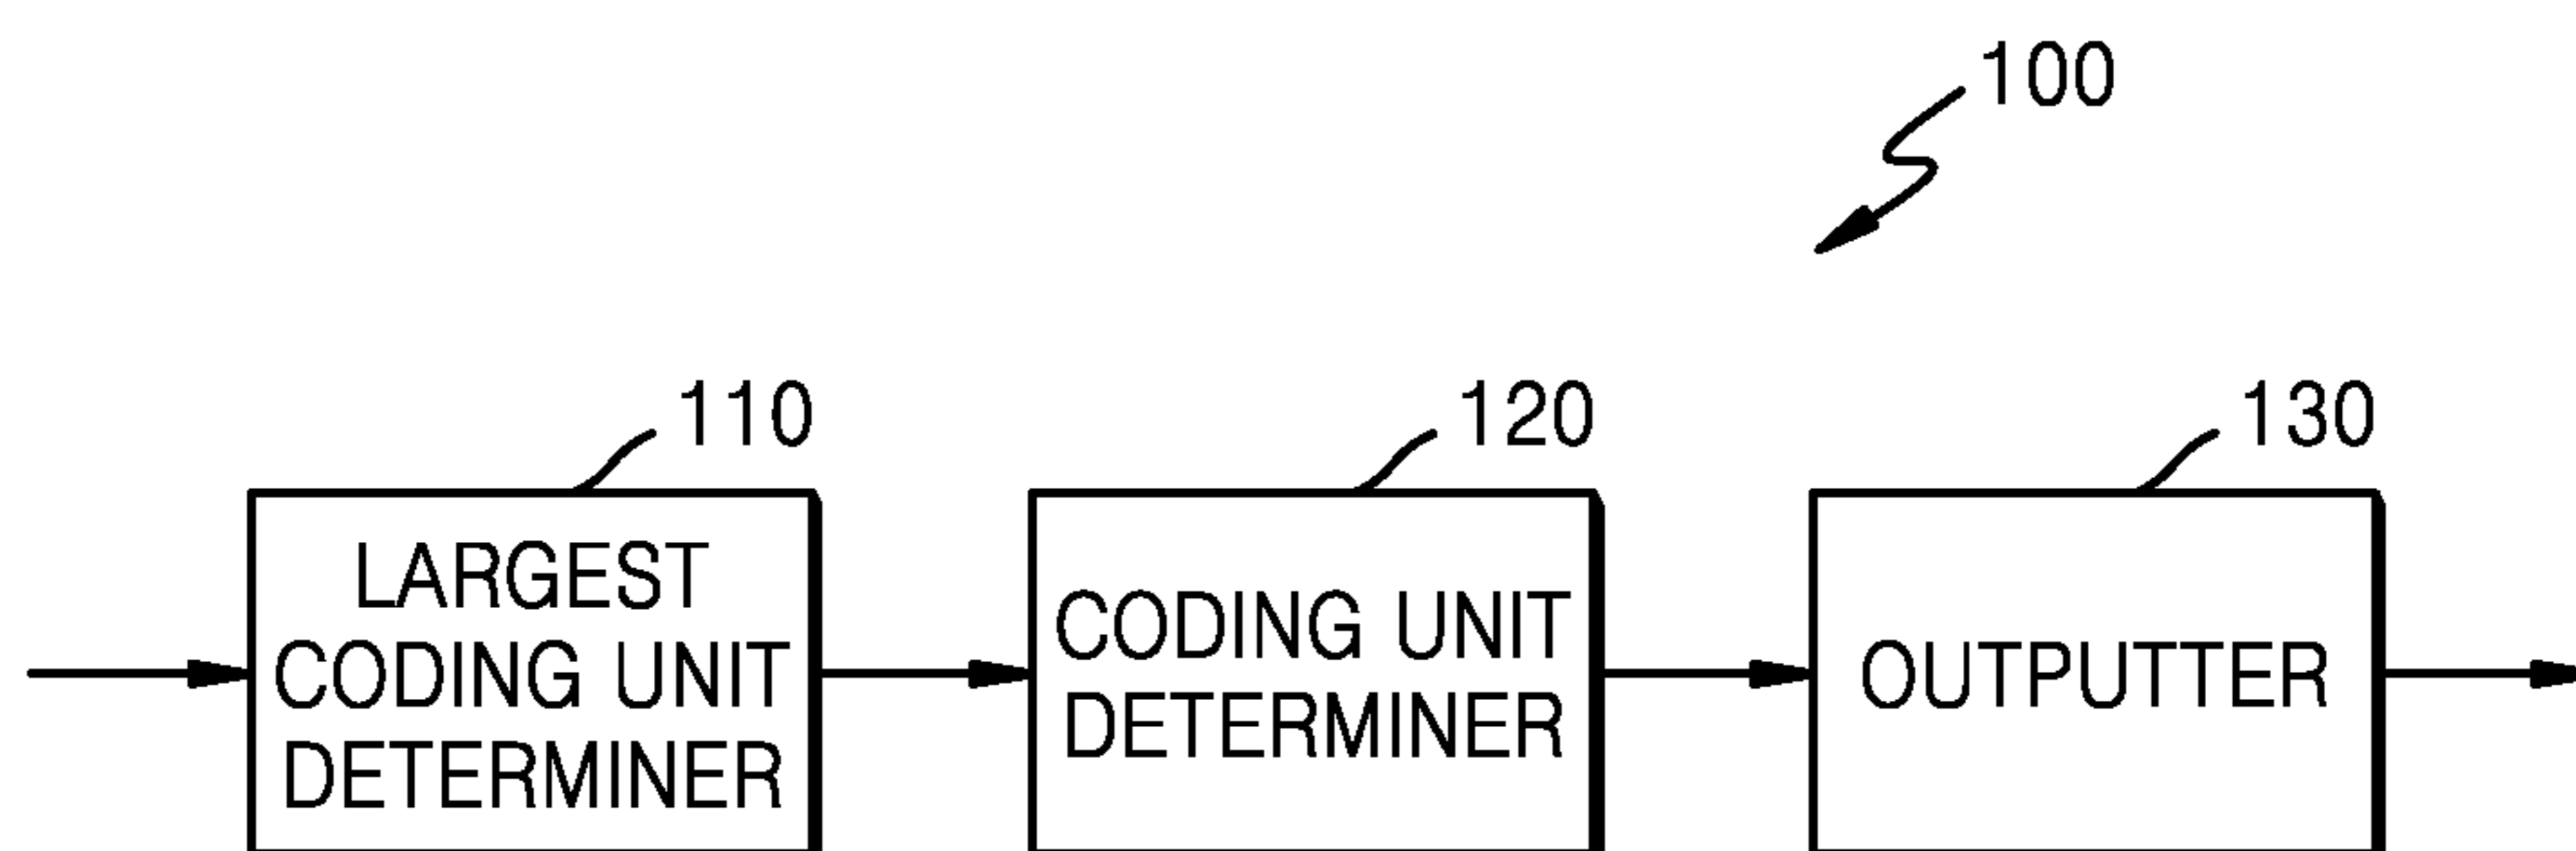 100
110
120
130
LARGEST
CODING UNIT
DETERMINER
CODING UNIT
DETERMINER
OUTPUTTER